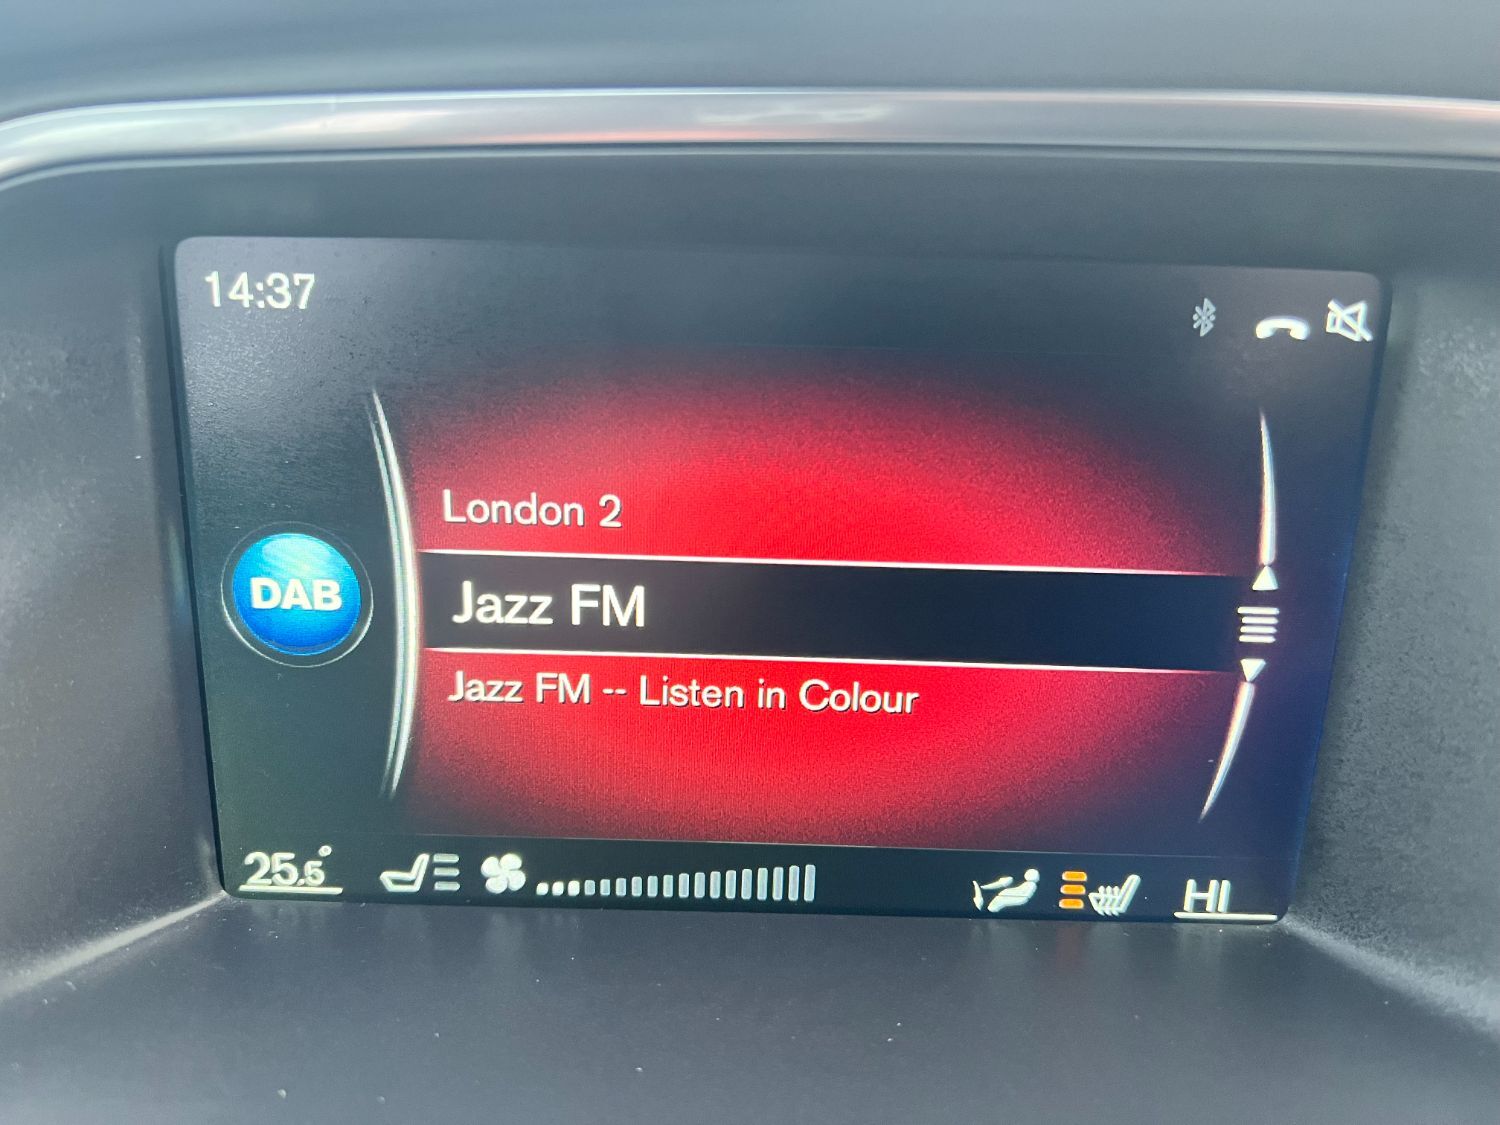 14:37
London 2
DAB
Jazz FM
Jazz FM -- Listen in Colour
25.5°
HI